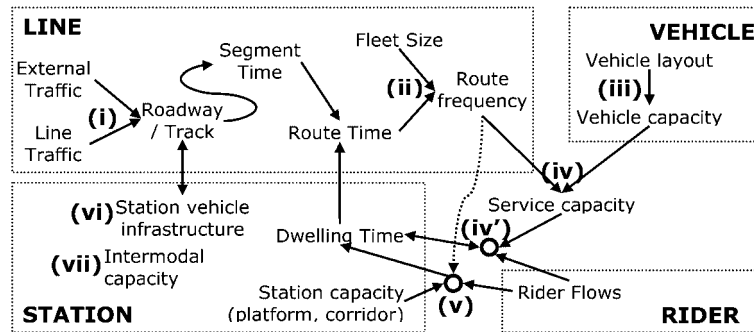 LINE
VEHICLE
Segment
Time
Fleet Size
Vehicle layout
External
Traffic
(i)
Roadway
/ Track
Line
Traffic
(ii)
Route
frequency
Route Time
(iii)
Vehicle capacity
(iv)
Service capacity
(vi) Station vehicle
infrastructure
(vii) Intermodal
capacity
Dwelling Time
(iv')
Station capacity
(platform, corridor)
(v)
Rider Flows
STATION
RIDER